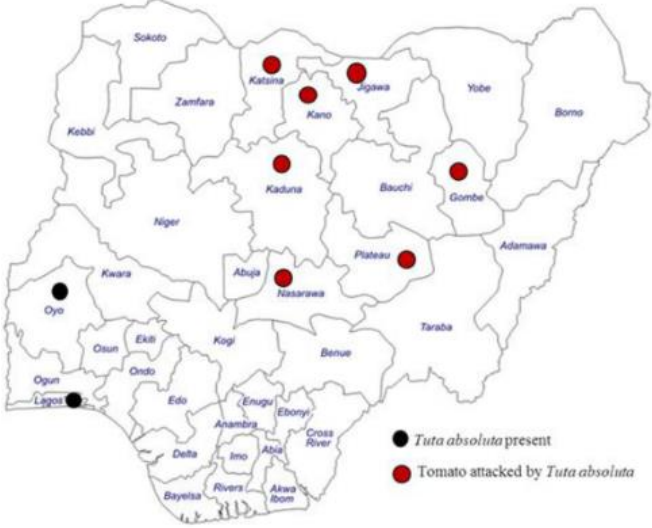 Sokoto
Katsina
Jigawa
Zamfara
Kano
Yobe
Borno
Kebbi
Kaduna
Bauchi
Gombe
Niger
Adamawa
Plateau
Kwara
Abuja
Nasarawa
Oyo
Taraba
Kogi
Osun
Ekiti
Benue
Ondo
Ogun
Lagos
Edo
Enugu
Ebonyi
Anambra
Cross
River
Delta
Imo
Abia
Bayelsa
Rivers
Akwa
Ibom
Tuta absoluta present
Tomato attacked by Tuta absoluta